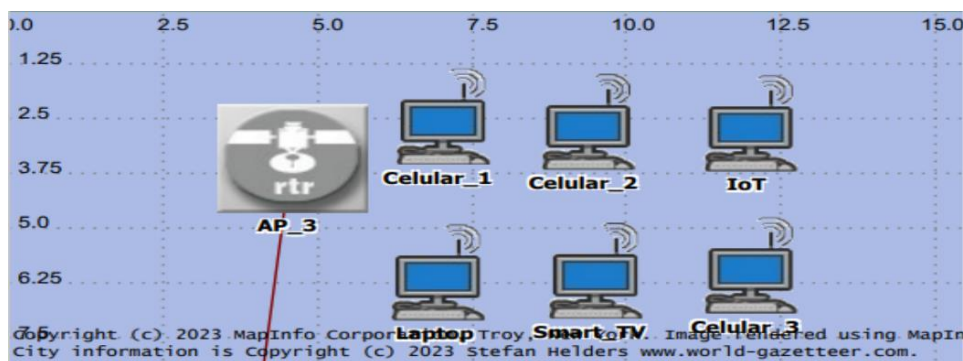 0.0 2.5 5.0 7.5 10.0 12.5 15.0
1.25
2.5
3.75
rtr
Celular_1 Celular_2 IoT
AP_3
5.0
6.25
7.5
Laptop Smart_TV Celular_3
Copyright (c) 2023 MapInfo Corporation, Troy, Image rendered using MapIn
City information is Copyright (c) 2023 Stefan Helders www.world-gazetteer.com.